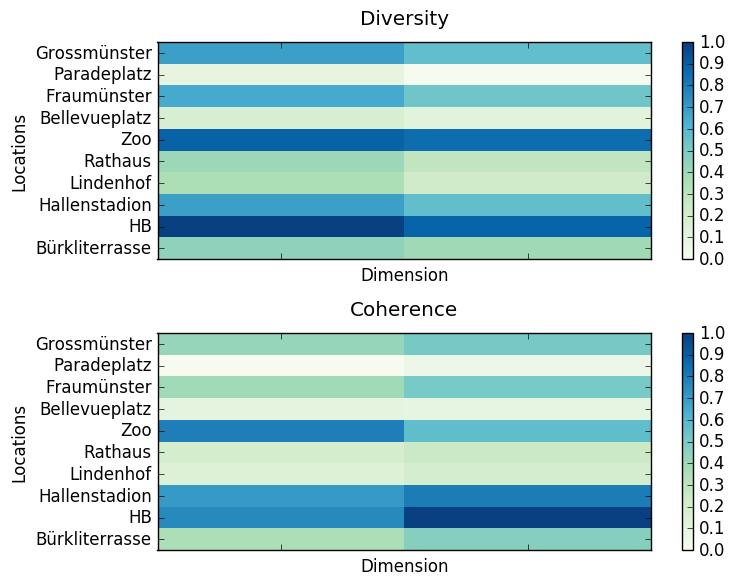 Diversity
Grossmünster
Paradeplatz
Fraumünster
Bellevueplatz
Zoo
Rathaus
Lindenhof
Hallenstadion
HB
Bürkliterrasse
Locations
Dimension
1.0
0.9
0.8
0.7
0.6
0.5
0.4
0.3
0.2
0.1
0.0
Coherence
Grossmünster
Paradeplatz
Fraumünster
Bellevueplatz
Zoo
Rathaus
Lindenhof
Hallenstadion
HB
Bürkliterrasse
Locations
Dimension
1.0
0.9
0.8
0.7
0.6
0.5
0.4
0.3
0.2
0.1
0.0